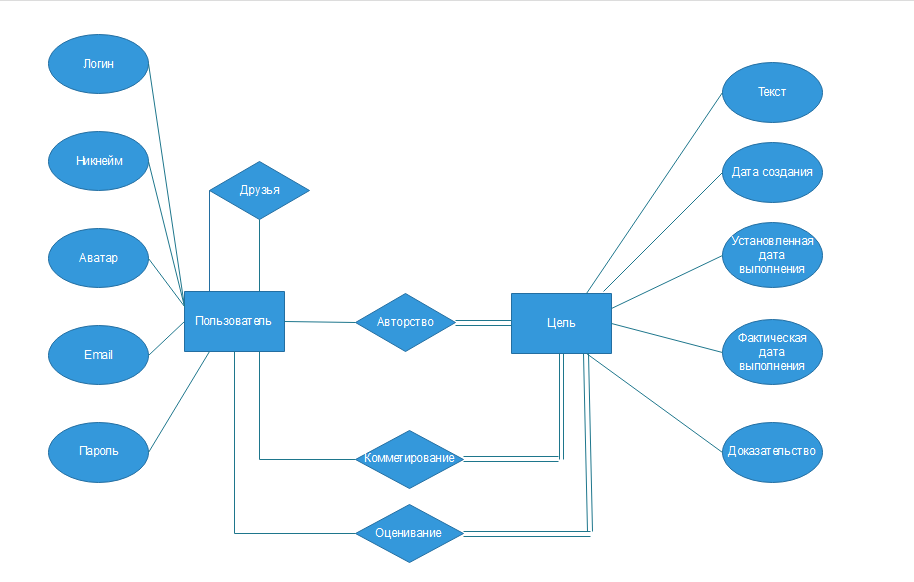 Логин
Никнейм
Аватар
Email
Пароль
Друзья
Пользователь
Авторство
Цель
Комметирование
Оценивание
Текст
Дата создания
Установленная
дата
выполнения
Фактическая
дата
выполнения
Доказательство